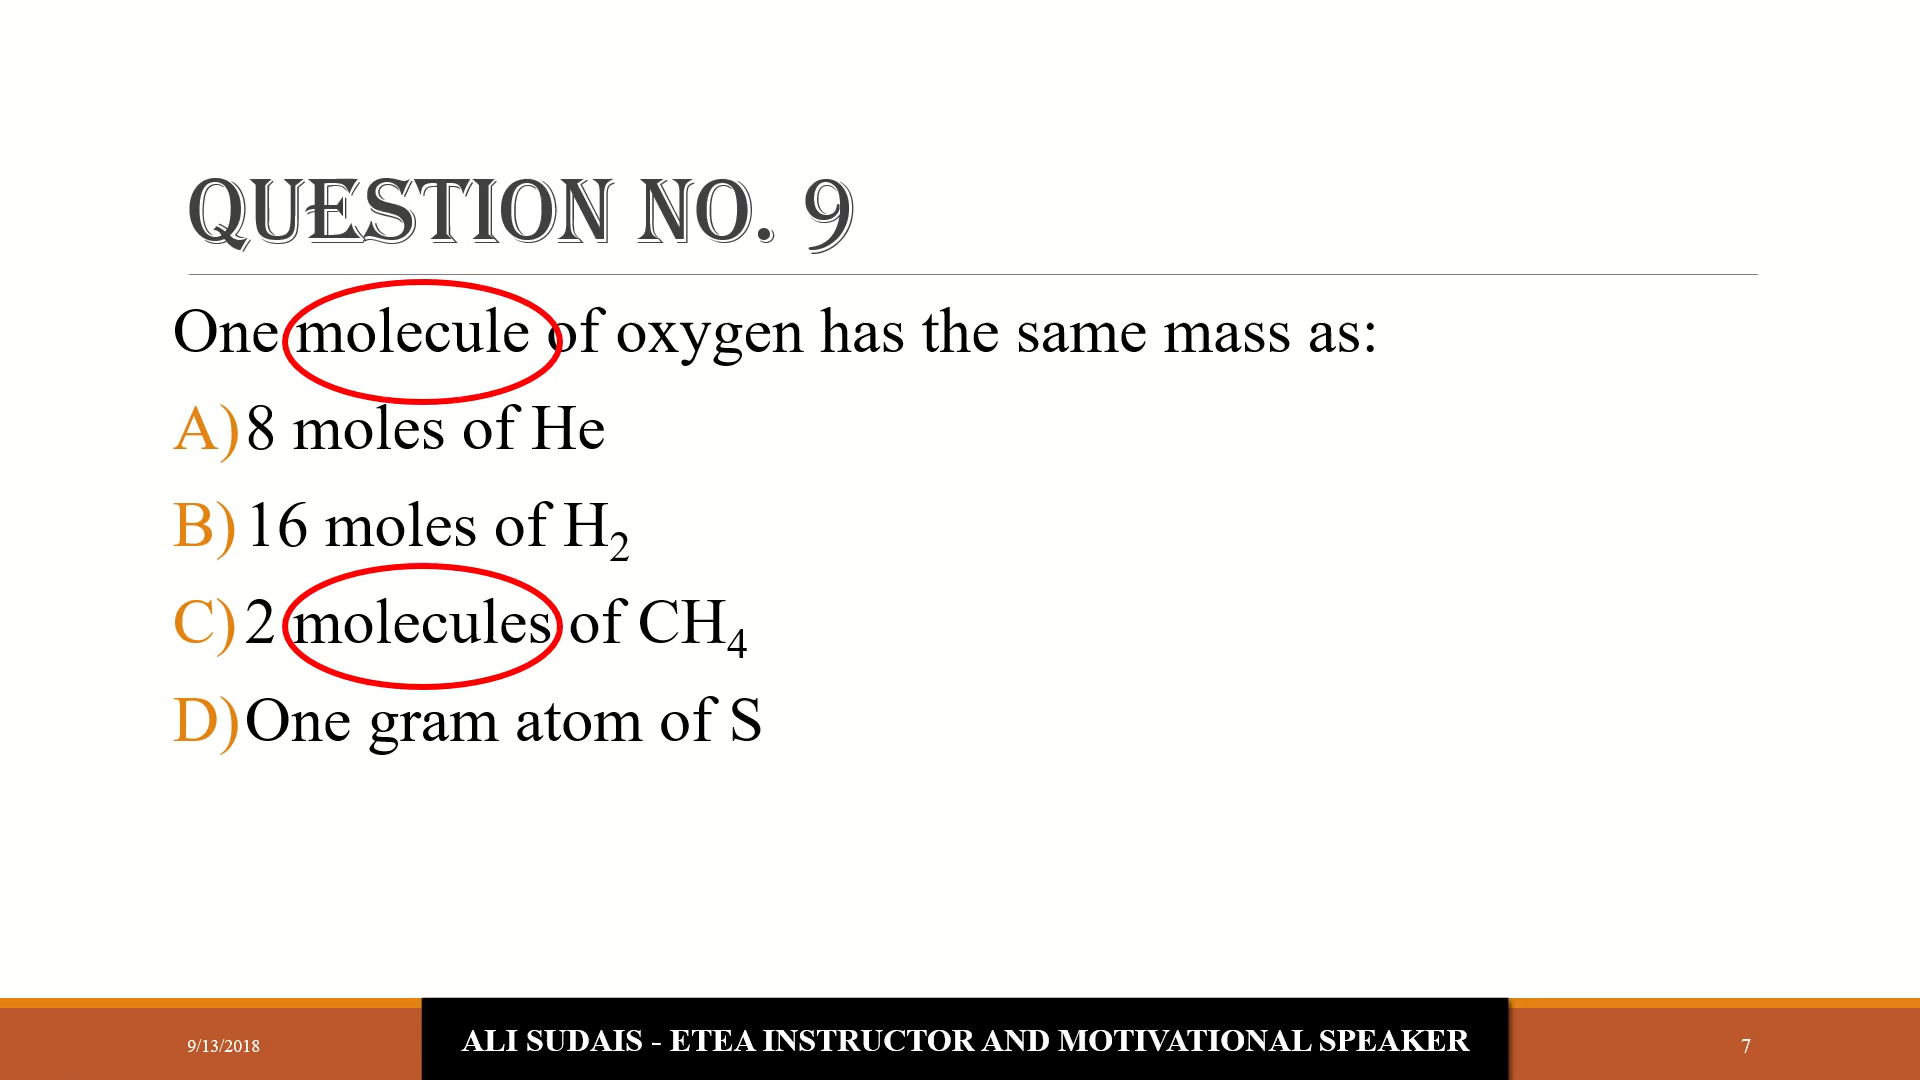 QUESTION NO. 9
One molecule of oxygen has the same mass as:
A) 8 moles of He
B) 16 moles of H₂
C) 2 molecules of CH₄
D) One gram atom of S
9/13/2018
ALI SUDAIS - ETEA INSTRUCTOR AND MOTIVATIONAL SPEAKER
7